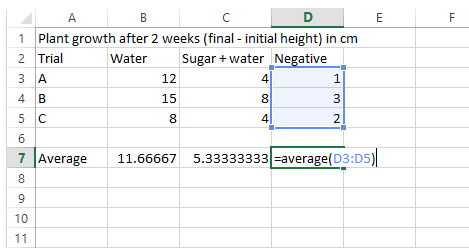 A B C D E F
1 Plant growth after 2 weeks (final - initial height) in cm
2 Trial Water Sugar + water Negative
3 A 12 4 1
4 B 15 8 3
5 C 8 4 2
6
7 Average 11.66667 5.33333333 =average(D3:D5)
8
9
10
11